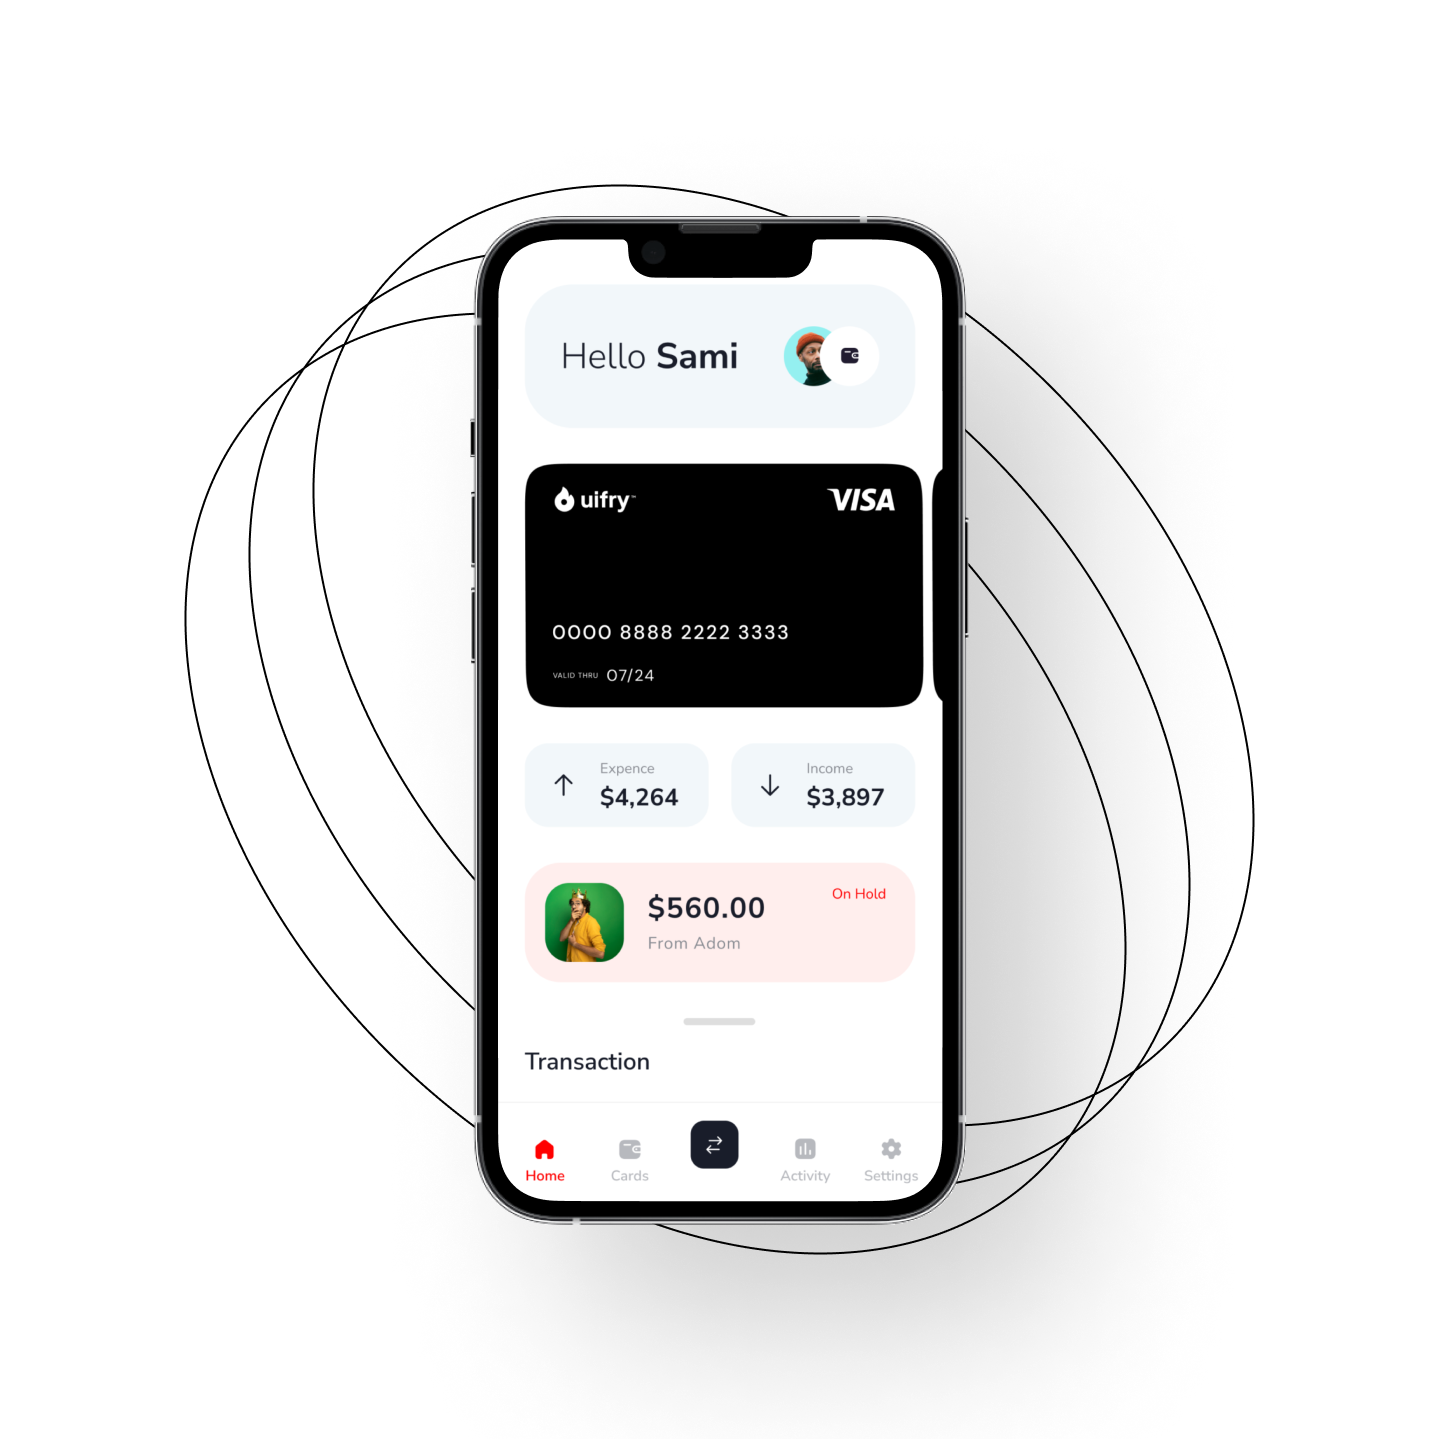 Hello Sami
uifry™
VISA
0000 8888 2222 3333
VALID THRU 07/24
Expence
$4,264
Income
$3,897
$560.00
On Hold
From Adom
Transaction
Home
Cards
Activity
Settings